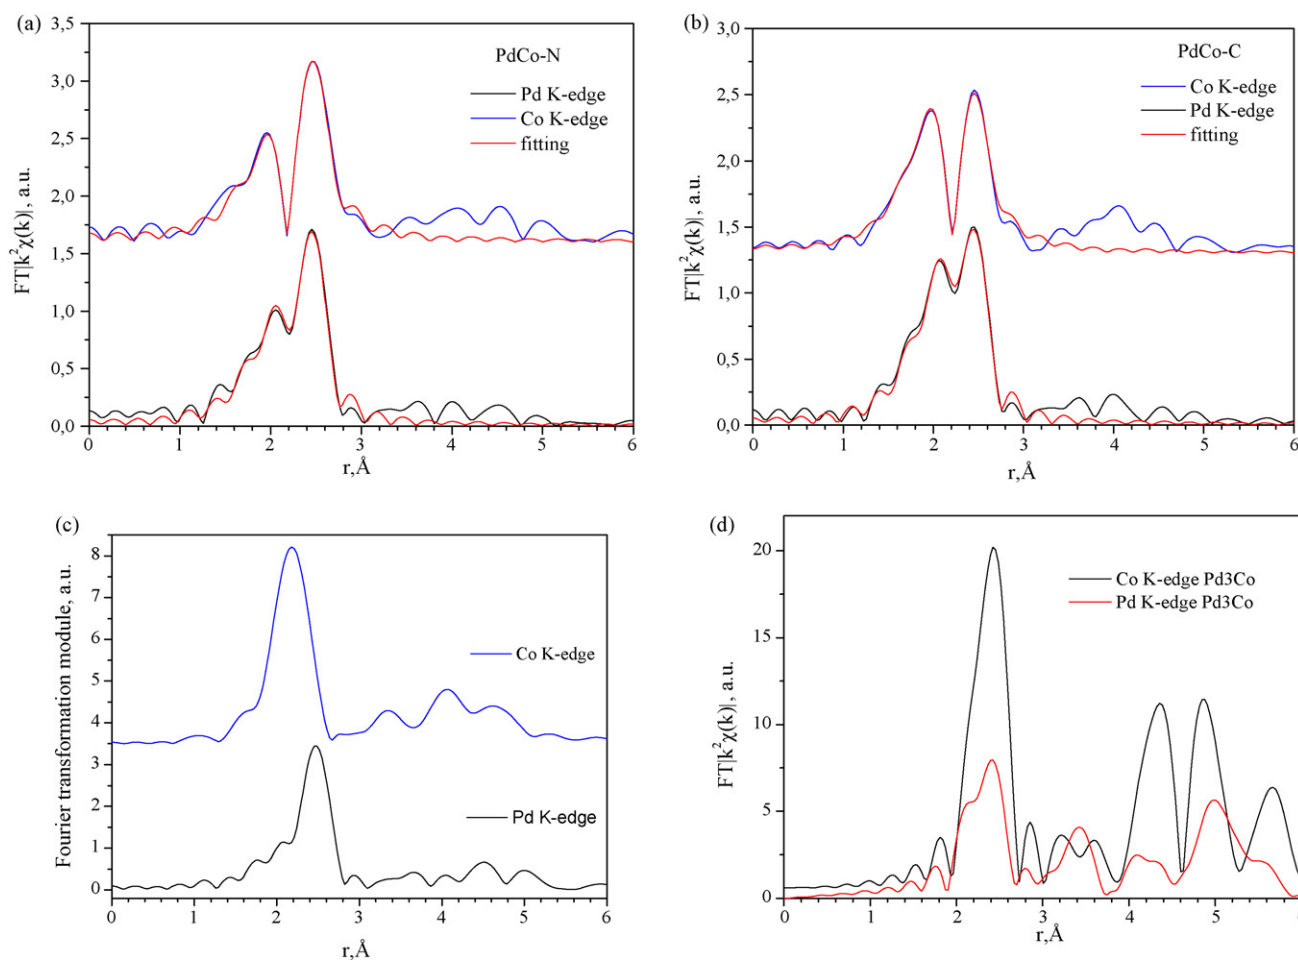 (a)
3,5
3,0
2,5
2,0
1,5
1,0
0,5
0,0
FT|k²χ(k)|, a.u.
PdCo-N
Pd K-edge
Co K-edge
fitting
0 1 2 3 4 5 6
r,Å
(b)
3,0
2,5
2,0
1,5
1,0
0,5
0,0
FT|k²χ(k)|, a.u.
PdCo-C
Co K-edge
Pd K-edge
fitting
0 1 2 3 4 5 6
r,Å
(c)
8
7
6
5
4
3
2
1
0
Fourier transformation module, a.u.
Co K-edge
Pd K-edge
0 1 2 3 4 5 6
r,Å
(d)
20
15
10
5
0
FT|k²χ(k)|, a.u.
Co K-edge Pd3Co
Pd K-edge Pd3Co
0 1 2 3 4 5 6
r,Å